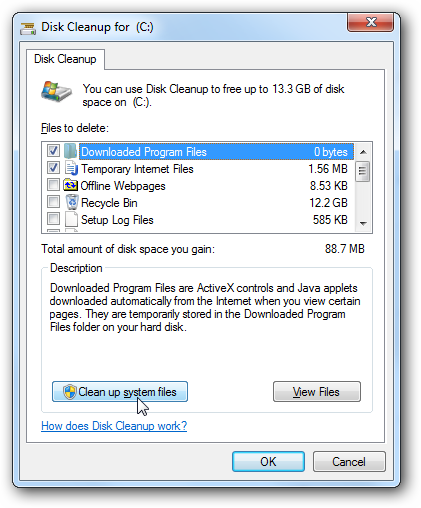 Disk Cleanup for  (C:)
Disk Cleanup
You can use Disk Cleanup to free up to 13.3 GB of disk
space on  (C:).
Files to delete:
Downloaded Program Files 0 bytes
Temporary Internet Files 1.56 MB
Offline Webpages 8.53 KB
Recycle Bin 12.2 GB
Setup Log Files 585 KB
Total amount of disk space you gain: 88.7 MB
Description
Downloaded Program Files are ActiveX controls and Java applets
downloaded automatically from the Internet when you view certain
pages. They are temporarily stored in the Downloaded Program
Files folder on your hard disk.
Clean up system files View Files
How does Disk Cleanup work?
OK Cancel